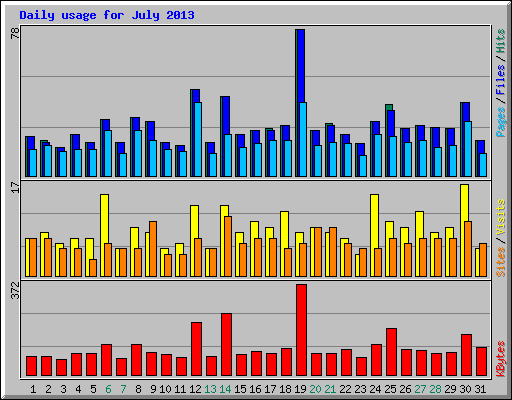 Daily usage for July 2013
78
17
372
Pages / Files / Hits
Sites / Visits
KBytes
1 2 3 4 5 6 7 8 9 10 11 12 13 14 15 16 17 18 19 20 21 22 23 24 25 26 27 28 29 30 31